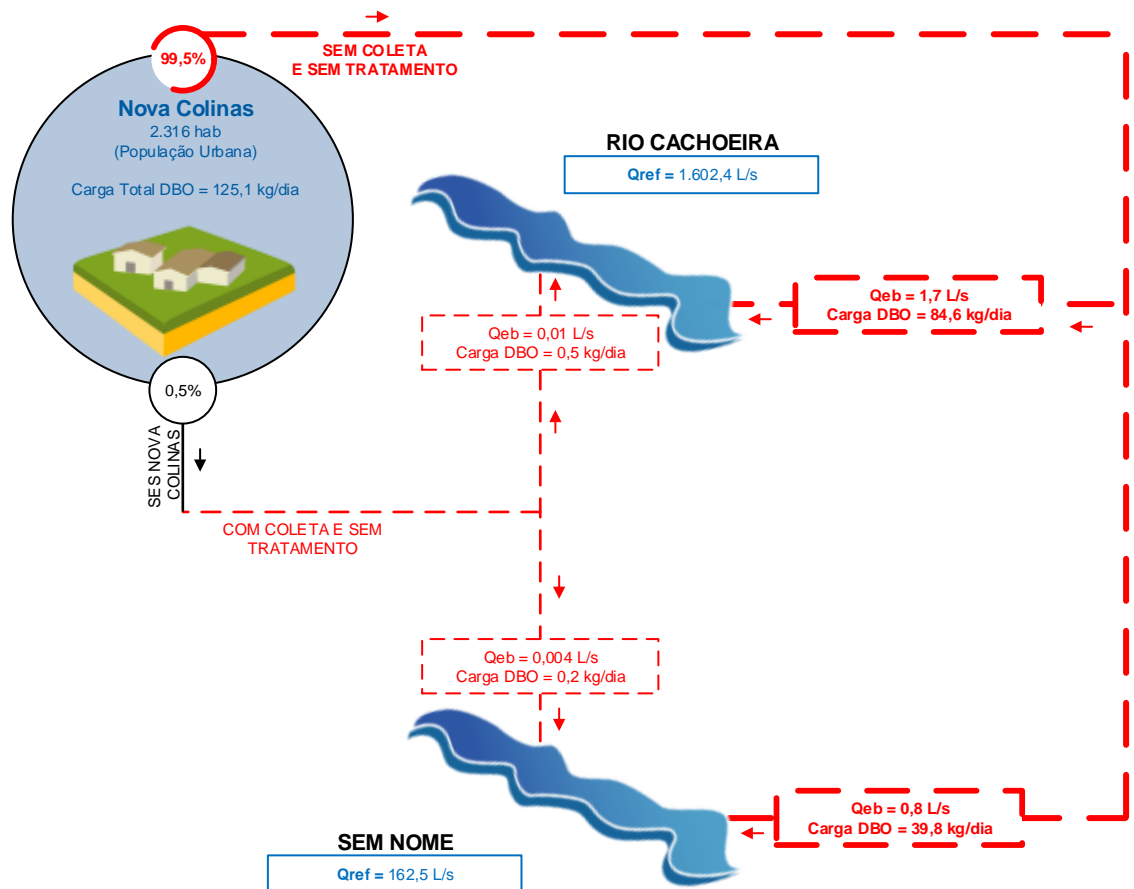 99,5%
SEM COLETA
E SEM TRATAMENTO
Nova Colinas
2.316 hab
(População Urbana)
Carga Total DBO = 125,1 kg/dia
RIO CACHOEIRA
Qref = 1.602,4 L/s
Qeb = 1,7 L/s
Carga DBO = 84,6 kg/dia
Qeb = 0,01 L/s
Carga DBO = 0,5 kg/dia
0,5%
SES NOVA
COLINAS
COM COLETA E SEM
TRATAMENTO
Qeb = 0,004 L/s
Carga DBO = 0,2 kg/dia
Qeb = 0,8 L/s
Carga DBO = 39,8 kg/dia
SEM NOME
Qref = 162,5 L/s